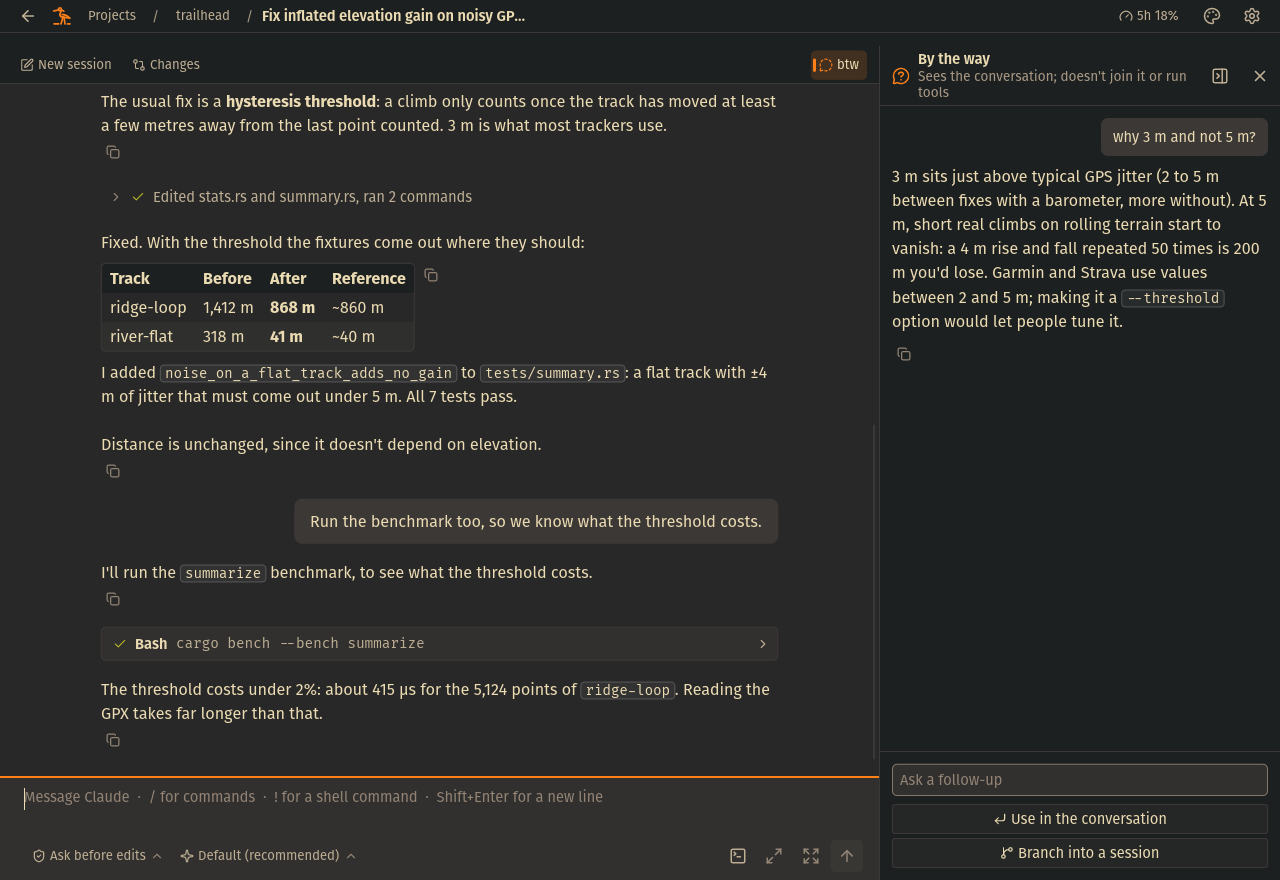 Projects / trailhead / Fix inflated elevation gain on noisy GP...
5h 18%
New session
Changes
btw
The usual fix is a hysteresis threshold: a climb only counts once the track has moved at least
a few metres away from the last point counted. 3 m is what most trackers use.
Edited stats.rs and summary.rs, ran 2 commands
Fixed. With the threshold the fixtures come out where they should:
Track Before After Reference
ridge-loop 1,412 m 868 m ~860 m
river-flat 318 m 41 m ~40 m
I added noise_on_a_flat_track_adds_no_gain to tests/summary.rs: a flat track with ±4
m of jitter that must come out under 5 m. All 7 tests pass.
Distance is unchanged, since it doesn't depend on elevation.
Run the benchmark too, so we know what the threshold costs.
I'll run the summarize benchmark, to see what the threshold costs.
Bash cargo bench --bench summarize
The threshold costs under 2%: about 415 µs for the 5,124 points of ridge-loop. Reading the
GPX takes far longer than that.
Message Claude · / for commands · ! for a shell command · Shift+Enter for a new line
Ask before edits
Default (recommended)
By the way
Sees the conversation; doesn't join it or run
tools
why 3 m and not 5 m?
3 m sits just above typical GPS jitter (2 to 5 m
between fixes with a barometer, more without). At 5
m, short real climbs on rolling terrain start to
vanish: a 4 m rise and fall repeated 50 times is 200
m you'd lose. Garmin and Strava use values
between 2 and 5 m; making it a --threshold
option would let people tune it.
Ask a follow-up
Use in the conversation
Branch into a session